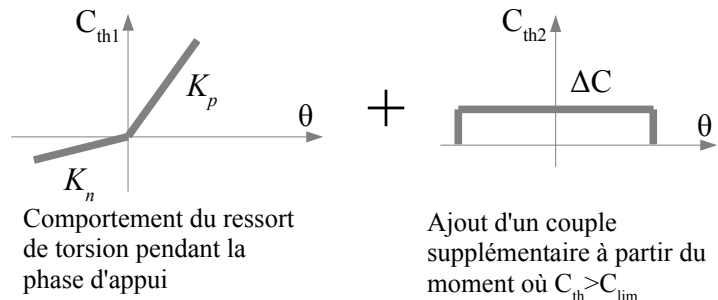 C_th1
K_p
θ
K_n
+
C_th2
ΔC
θ
Comportement du ressort
de torsion pendant la
phase d'appui
Ajout d'un couple
supplémentaire à partir du
moment où C_th>C_lim